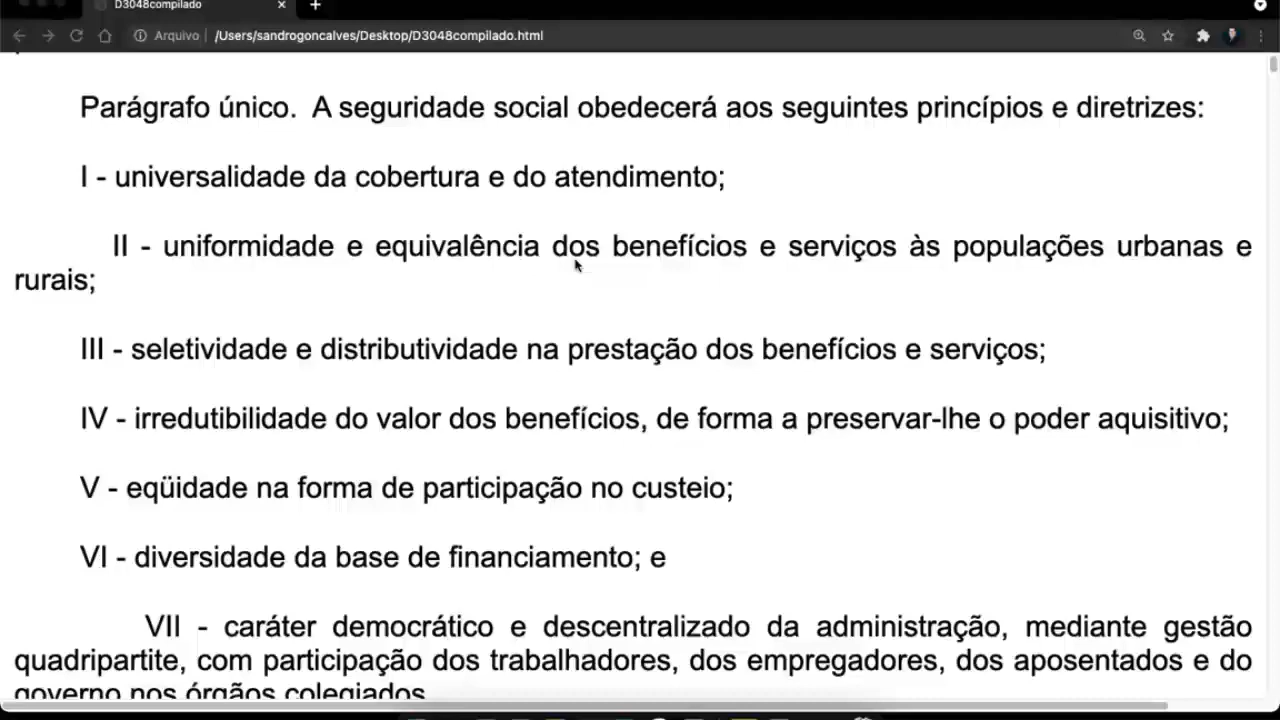 D3048compilado
Arquivo | /Users/sandrogoncalves/Desktop/D3048compilado.html
Parágrafo único.  A seguridade social obedecerá aos seguintes princípios e diretrizes:
I - universalidade da cobertura e do atendimento;
II - uniformidade e equivalência dos benefícios e serviços às populações urbanas e
rurais;
III - seletividade e distributividade na prestação dos benefícios e serviços;
IV - irredutibilidade do valor dos benefícios, de forma a preservar-lhe o poder aquisitivo;
V - eqüidade na forma de participação no custeio;
VI - diversidade da base de financiamento; e
VII - caráter democrático e descentralizado da administração, mediante gestão
quadripartite, com participação dos trabalhadores, dos empregadores, dos aposentados e do
governo nos órgãos colegiados.